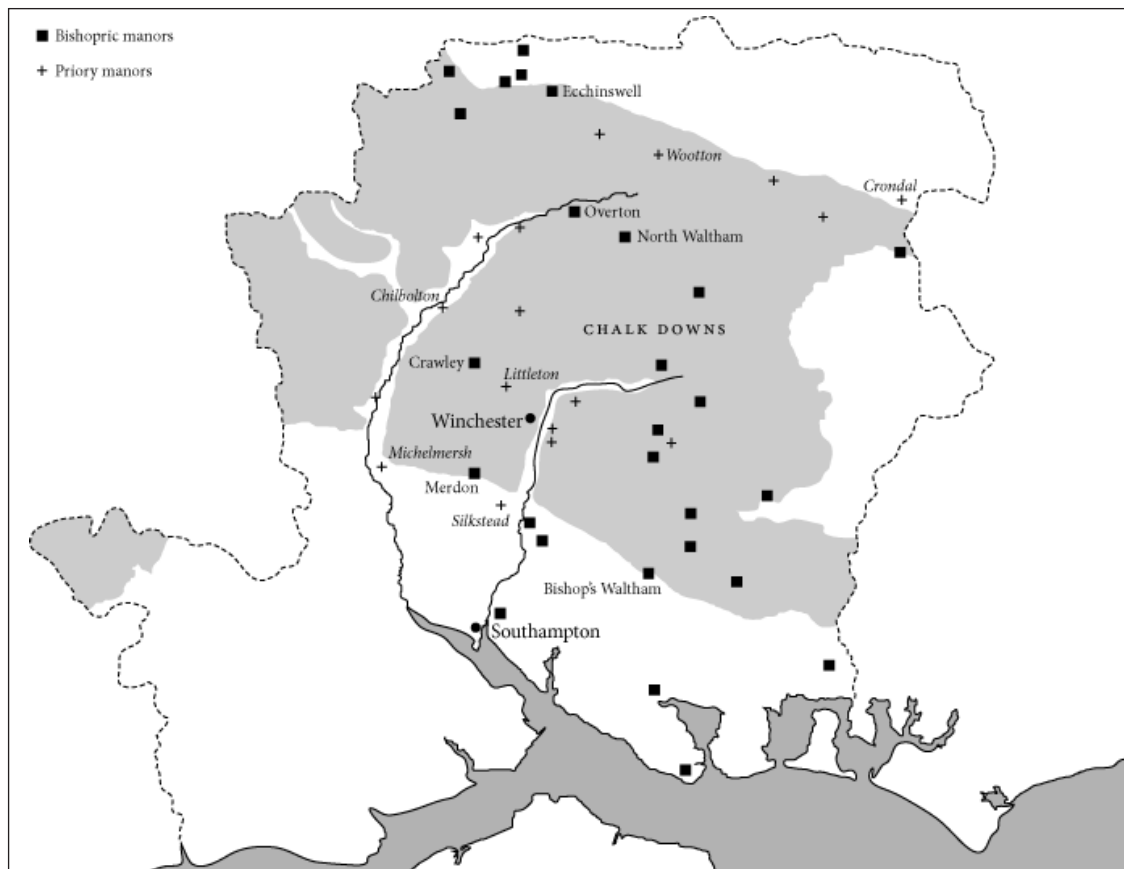 Bishopric manors
Priory manors
Ecchinswell
Wootton
Crondal
Overton
North Waltham
Chilbolton
CHALK DOWNS
Crawley
Littleton
Winchester
Michelmersh
Merdon
Silkstead
Bishop's Waltham
Southampton